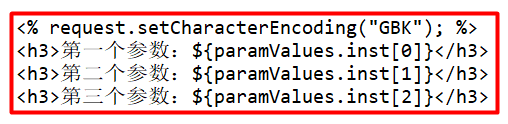 <% request.setCharacterEncoding("GBK"); %>
<h3>第一个参数：${paramValues.inst[0]}</h3>
<h3>第二个参数：${paramValues.inst[1]}</h3>
<h3>第三个参数：${paramValues.inst[2]}</h3>